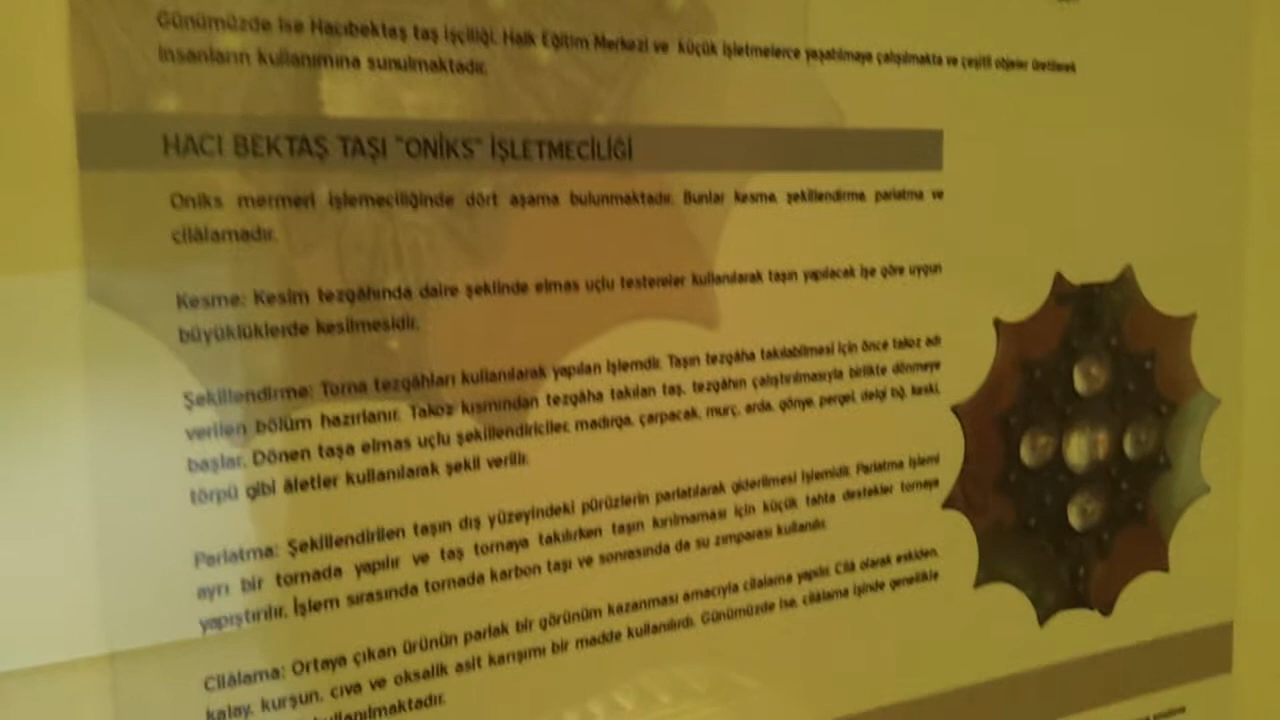 Günümüzde ise Hacıbektaş taş işçiliği, Halk Eğitim Merkezi ve küçük işletmelerce yaşatılmaya çalışılmakta ve çeşitli objeler üretilerek
insanların kullanımına sunulmaktadır.
HACI BEKTAŞ TAŞI "ONİKS" İŞLETMECİLİĞİ
Oniks mermeri işlemeciliğinde dört aşama bulunmaktadır. Bunlar kesme, şekillendirme, parlatma ve
cilâlamadır.
Kesme: Kesim tezgâhında daire şeklinde elmas uçlu testereler kullanılarak taşın yapılacak işe göre uygun
büyüklüklerde kesilmesidir.
Şekillendirme: Torna tezgâhları kullanılarak yapılan işlemdir. Taşın tezgâha takılabilmesi için önce takoz adı
verilen bölüm hazırlanır. Takoz kısmından tezgâha takılan taş, tezgâhın çalıştırılmasıyla birlikte dönmeye
başlar. Dönen taşa elmas uçlu şekillendiriciler, madırga, çarpacak, murç, arda, gönye, pergel, delgi tığ, keski,
törpü gibi âletler kullanılarak şekil verilir.
Parlatma: Şekillendirilen taşın dış yüzeyindeki pürüzlerin parlatılarak giderilmesi işlemidir. Parlatma işlemi
ayrı bir tornada yapılır ve taş tornaya takılırken taşın kırılmaması için küçük tahta destekler tornaya
yapıştırılır. İşlem sırasında tornada karbon taşı ve sonrasında da su zımparası kullanılır.
Cilâlama: Ortaya çıkan ürünün parlak bir görünüm kazanması amacıyla cilalama yapılır. Cilâ olarak eskiden,
kalay, kurşun, cıva ve oksalik asit karışımı bir madde kullanılırdı. Günümüzde ise, cilâlama işinde genellikle
kullanılmaktadır.